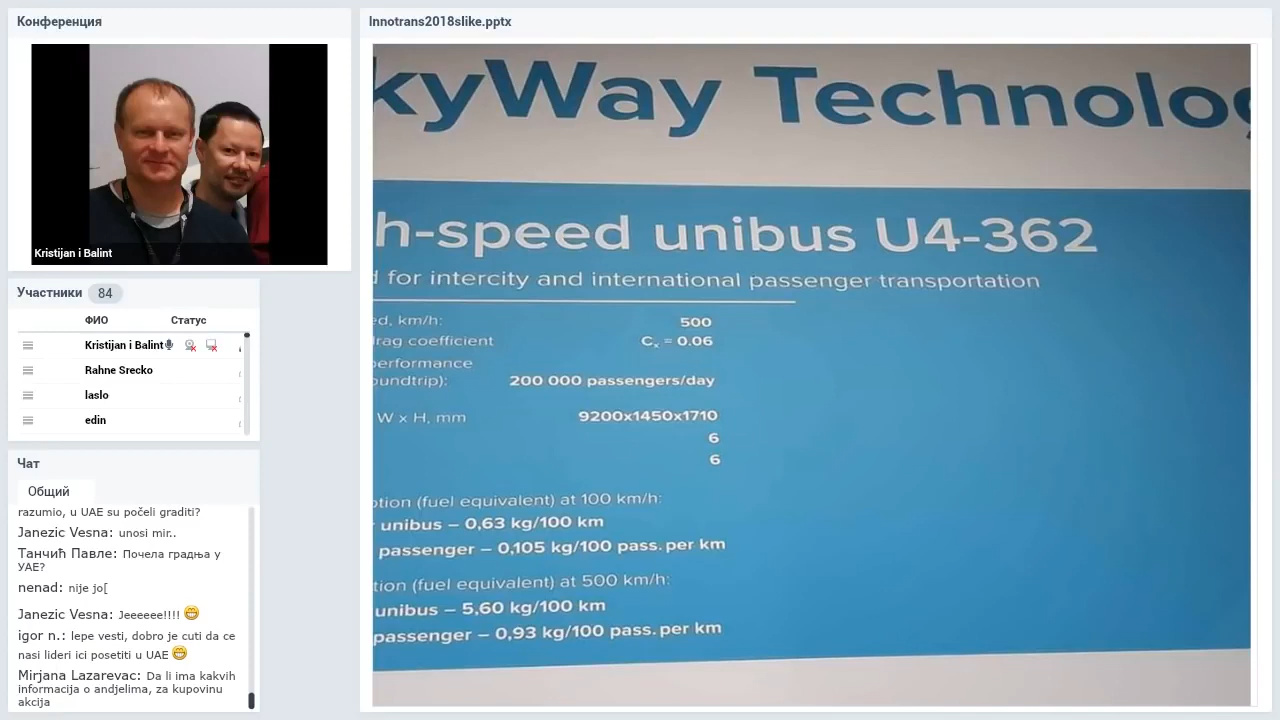 Конференция
Kristijan i Balint
Участники 84
ФИО Статус
Kristijan i Balint
Rahne Srecko
laslo
edin
Чат
Общий
razumio, u UAE su počeli graditi?
Janezic Vesna: unosi mir..
Танчић Павле: Почела градња у
УАЕ?
nenad: nije jo[
Janezic Vesna: Jeeeeee!!!!
igor n.: lepe vesti, dobro je cuti da ce
nasi lideri ici posetiti u UAE
Mirjana Lazarevac: Da li ima kakvih
informacija o andjelima, za kupovinu
akcija
Innotrans2018slike.pptx
kyWay Technolog
h-speed unibus U4-362
d for intercity and international passenger transportation
ed, km/h: 500
drag coefficient Cx = 0.06
erformance
oundtrip): 200 000 passengers/day
W x H, mm 9200x1450x1710
6
6
ption (fuel equivalent) at 100 km/h:
unibus – 0,63 kg/100 km
passenger – 0,105 kg/100 pass. per km
tion (fuel equivalent) at 500 km/h:
unibus – 5,60 kg/100 km
passenger – 0,93 kg/100 pass. per km